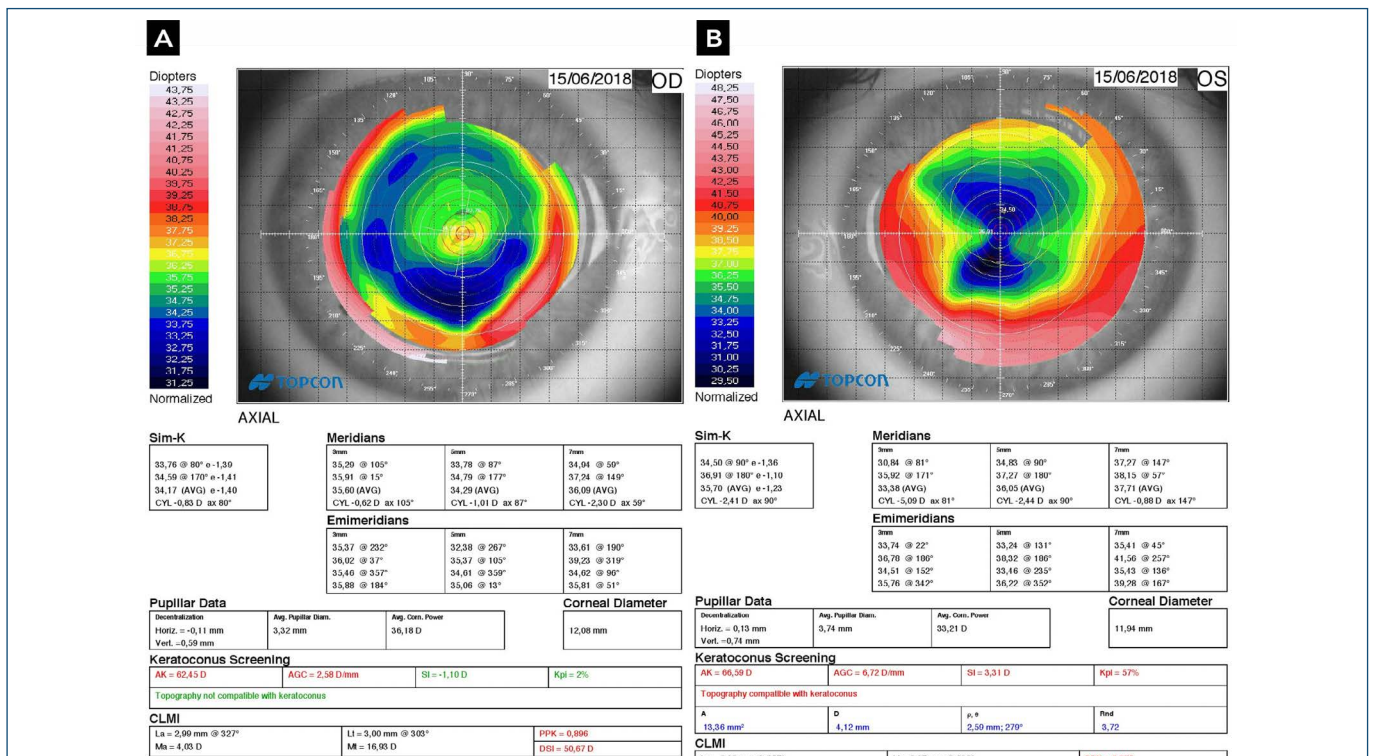 A
Diopters
43,75
43,25
42,75
42,25
41,75
41,25
40,75
40,25
39,75
39,25
38,75
38,25
37,75
37,25
36,75
36,25
35,75
35,25
34,75
34,25
33,75
33,25
32,75
32,25
31,75
31,25
Normalized
15/06/2018 OD
TOPCON
AXIAL
Sim-K
33,76 @ 80° e -1,39
34,59 @ 170° e -1,41
34,17 (AVG) e -1,40
CYL -0,83 D ax 80°
Meridians
3mm
35,29 @ 105°
35,91 @ 15°
35,60 (AVG)
CYL -0,62 D ax 105°
5mm
33,78 @ 87°
34,79 @ 177°
34,29 (AVG)
CYL -1,01 D ax 87°
7mm
34,04 @ 59°
37,24 @ 149°
36,09 (AVG)
CYL -2,30 D ax 59°
Emimeridians
3mm
35,37 @ 232°
36,02 @ 37°
35,46 @ 357°
35,88 @ 184°
5mm
32,38 @ 267°
35,37 @ 105°
34,61 @ 359°
35,06 @ 13°
7mm
33,61 @ 190°
39,23 @ 319°
34,62 @ 96°
35,81 @ 51°
Pupillar Data
Decentralization
Horiz. = -0,11 mm
Vert. =0,59 mm
Avg. Pupillar Diam.
3,32 mm
Avg. Corn. Power
36,18 D
Corneal Diameter
12,08 mm
Keratoconus Screening
AK = 62,45 D
AGC = 2,58 D/mm
SI = -1,10 D
Kpi = 2%
Topography not compatible with keratoconus
CLMI
La = 2,99 mm @ 327°
Ma = 4,03 D
Lt = 3,00 mm @ 303°
Mt = 16,93 D
PPK = 0,896
DSI = 50,67 D
B
Diopters
48,25
47,50
46,75
46,00
45,25
44,50
43,75
43,00
42,25
41,50
40,75
40,00
39,25
38,50
37,75
37,00
36,25
35,50
34,75
34,00
33,25
32,50
31,75
31,00
30,25
29,50
Normalized
15/06/2018 OS
TOPCON
AXIAL
Sim-K
34,50 @ 90° e -1,36
36,91 @ 180° e -1,10
35,70 (AVG) e -1,23
CYL -2,41 D ax 90°
Meridians
3mm
30,84 @ 81°
35,92 @ 171°
33,38 (AVG)
CYL -5,09 D ax 81°
5mm
34,83 @ 90°
37,27 @ 180°
36,05 (AVG)
CYL -2,44 D ax 90°
7mm
37,27 @ 147°
38,15 @ 57°
37,71 (AVG)
CYL -0,88 D ax 147°
Emimeridians
3mm
33,74 @ 22°
36,78 @ 186°
34,51 @ 152°
35,76 @ 342°
5mm
33,24 @ 131°
38,32 @ 186°
33,46 @ 235°
36,22 @ 352°
7mm
35,41 @ 45°
41,56 @ 257°
35,43 @ 136°
39,28 @ 167°
Pupillar Data
Decentralization
Horiz. = 0,13 mm
Vert. =0,74 mm
Avg. Pupillar Diam.
3,74 mm
Avg. Corn. Power
33,21 D
Corneal Diameter
11,94 mm
Keratoconus Screening
AK = 66,59 D
AGC = 6,72 D/mm
SI = 3,31 D
Kpi = 57%
Topography compatible with keratoconus
A
13,36 mm²
D
4,12 mm
ρ, θ
2,59 mm; 279°
Rnd
3,72
CLMI